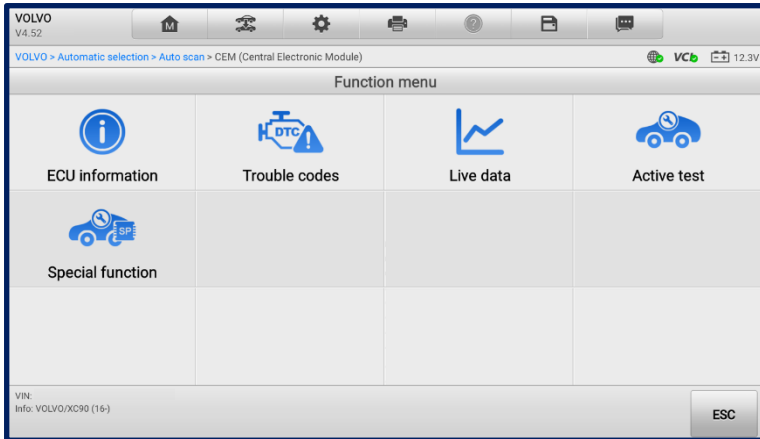 VOLVO
V4.52
M
?
VOLVO > Automatic selection > Auto scan > CEM (Central Electronic Module)
VCI
12.3V
Function menu
i
DTC
ECU information
Trouble codes
Live data
Active test
SP
Special function
VIN:
Info: VOLVO/XC90 (16-)
ESC